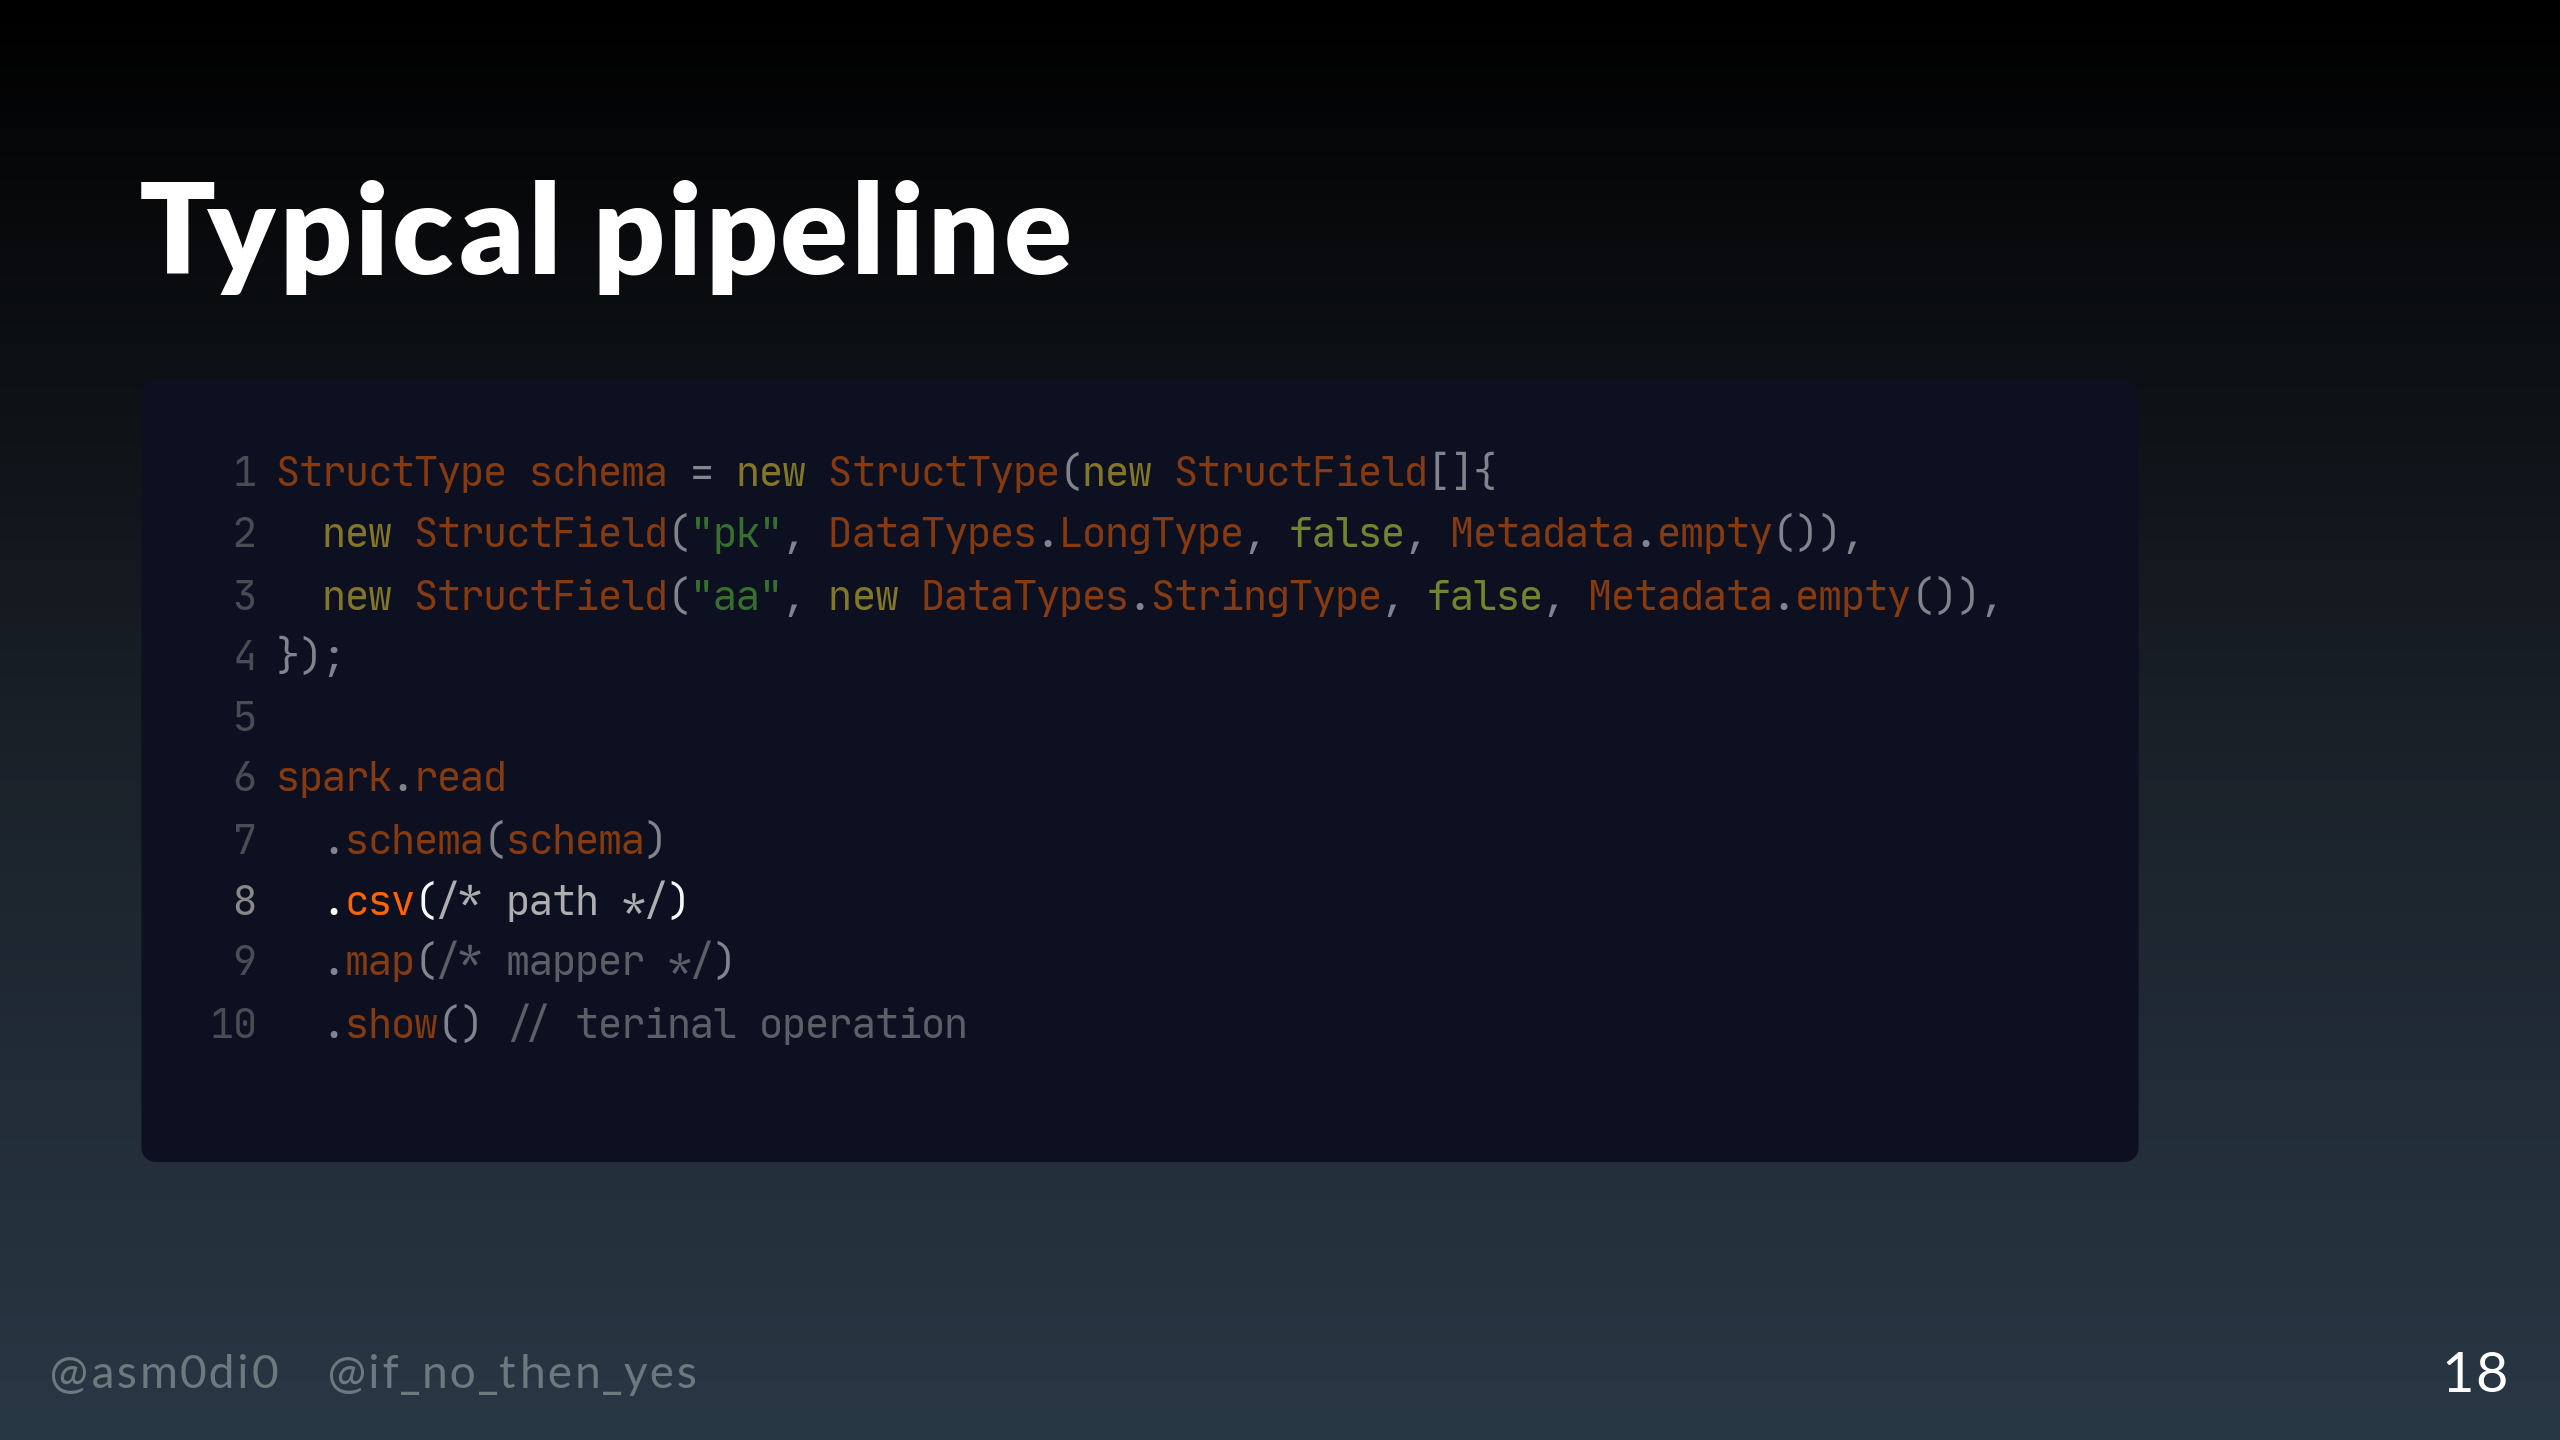 Typical pipeline
1 StructType schema = new StructType(new StructField[]{
2   new StructField("pk", DataTypes.LongType, false, Metadata.empty()),
3   new StructField("aa", new DataTypes.StringType, false, Metadata.empty()),
4 });
5
6 spark.read
7   .schema(schema)
8   .csv(/* path */)
9   .map(/* mapper */)
10   .show() // terinal operation
@asm0di0 @if_no_then_yes
18